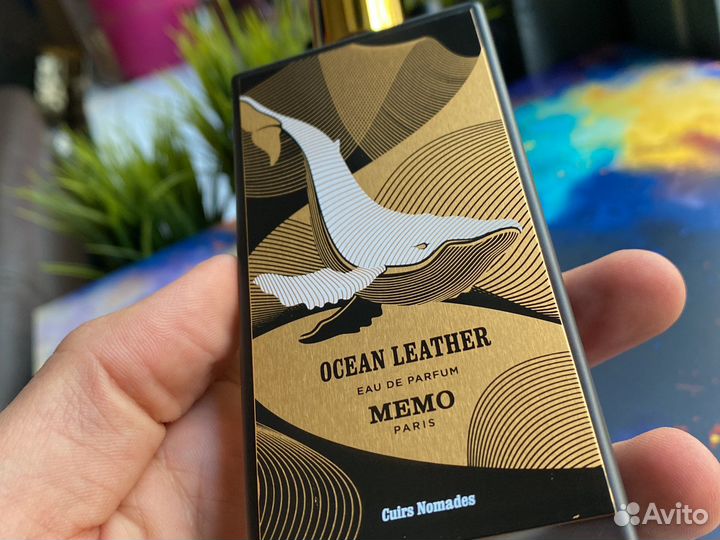 OCEAN LEATHER
EAU DE PARFUM
MEMO
PARIS
Cuirs Nomades
Avito